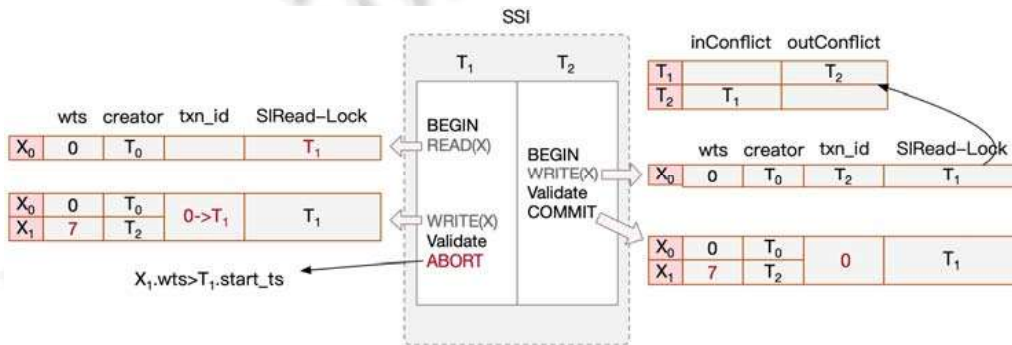 SSI
T1 T2
BEGIN
READ(X)
BEGIN
WRITE(X)
Validate
COMMIT
WRITE(X)
Validate
ABORT
wts creator txn_id SIRead-Lock
X0 0 T0 T1
X0 0 T0 0->T1 T1
X1 7 T2
X1.wts>T1.start_ts
inConflict outConflict
T1 T2
T2 T1
wts creator txn_id SIRead-Lock
X0 0 T0 T2 T1
X0 0 T0 0 T1
X1 7 T2